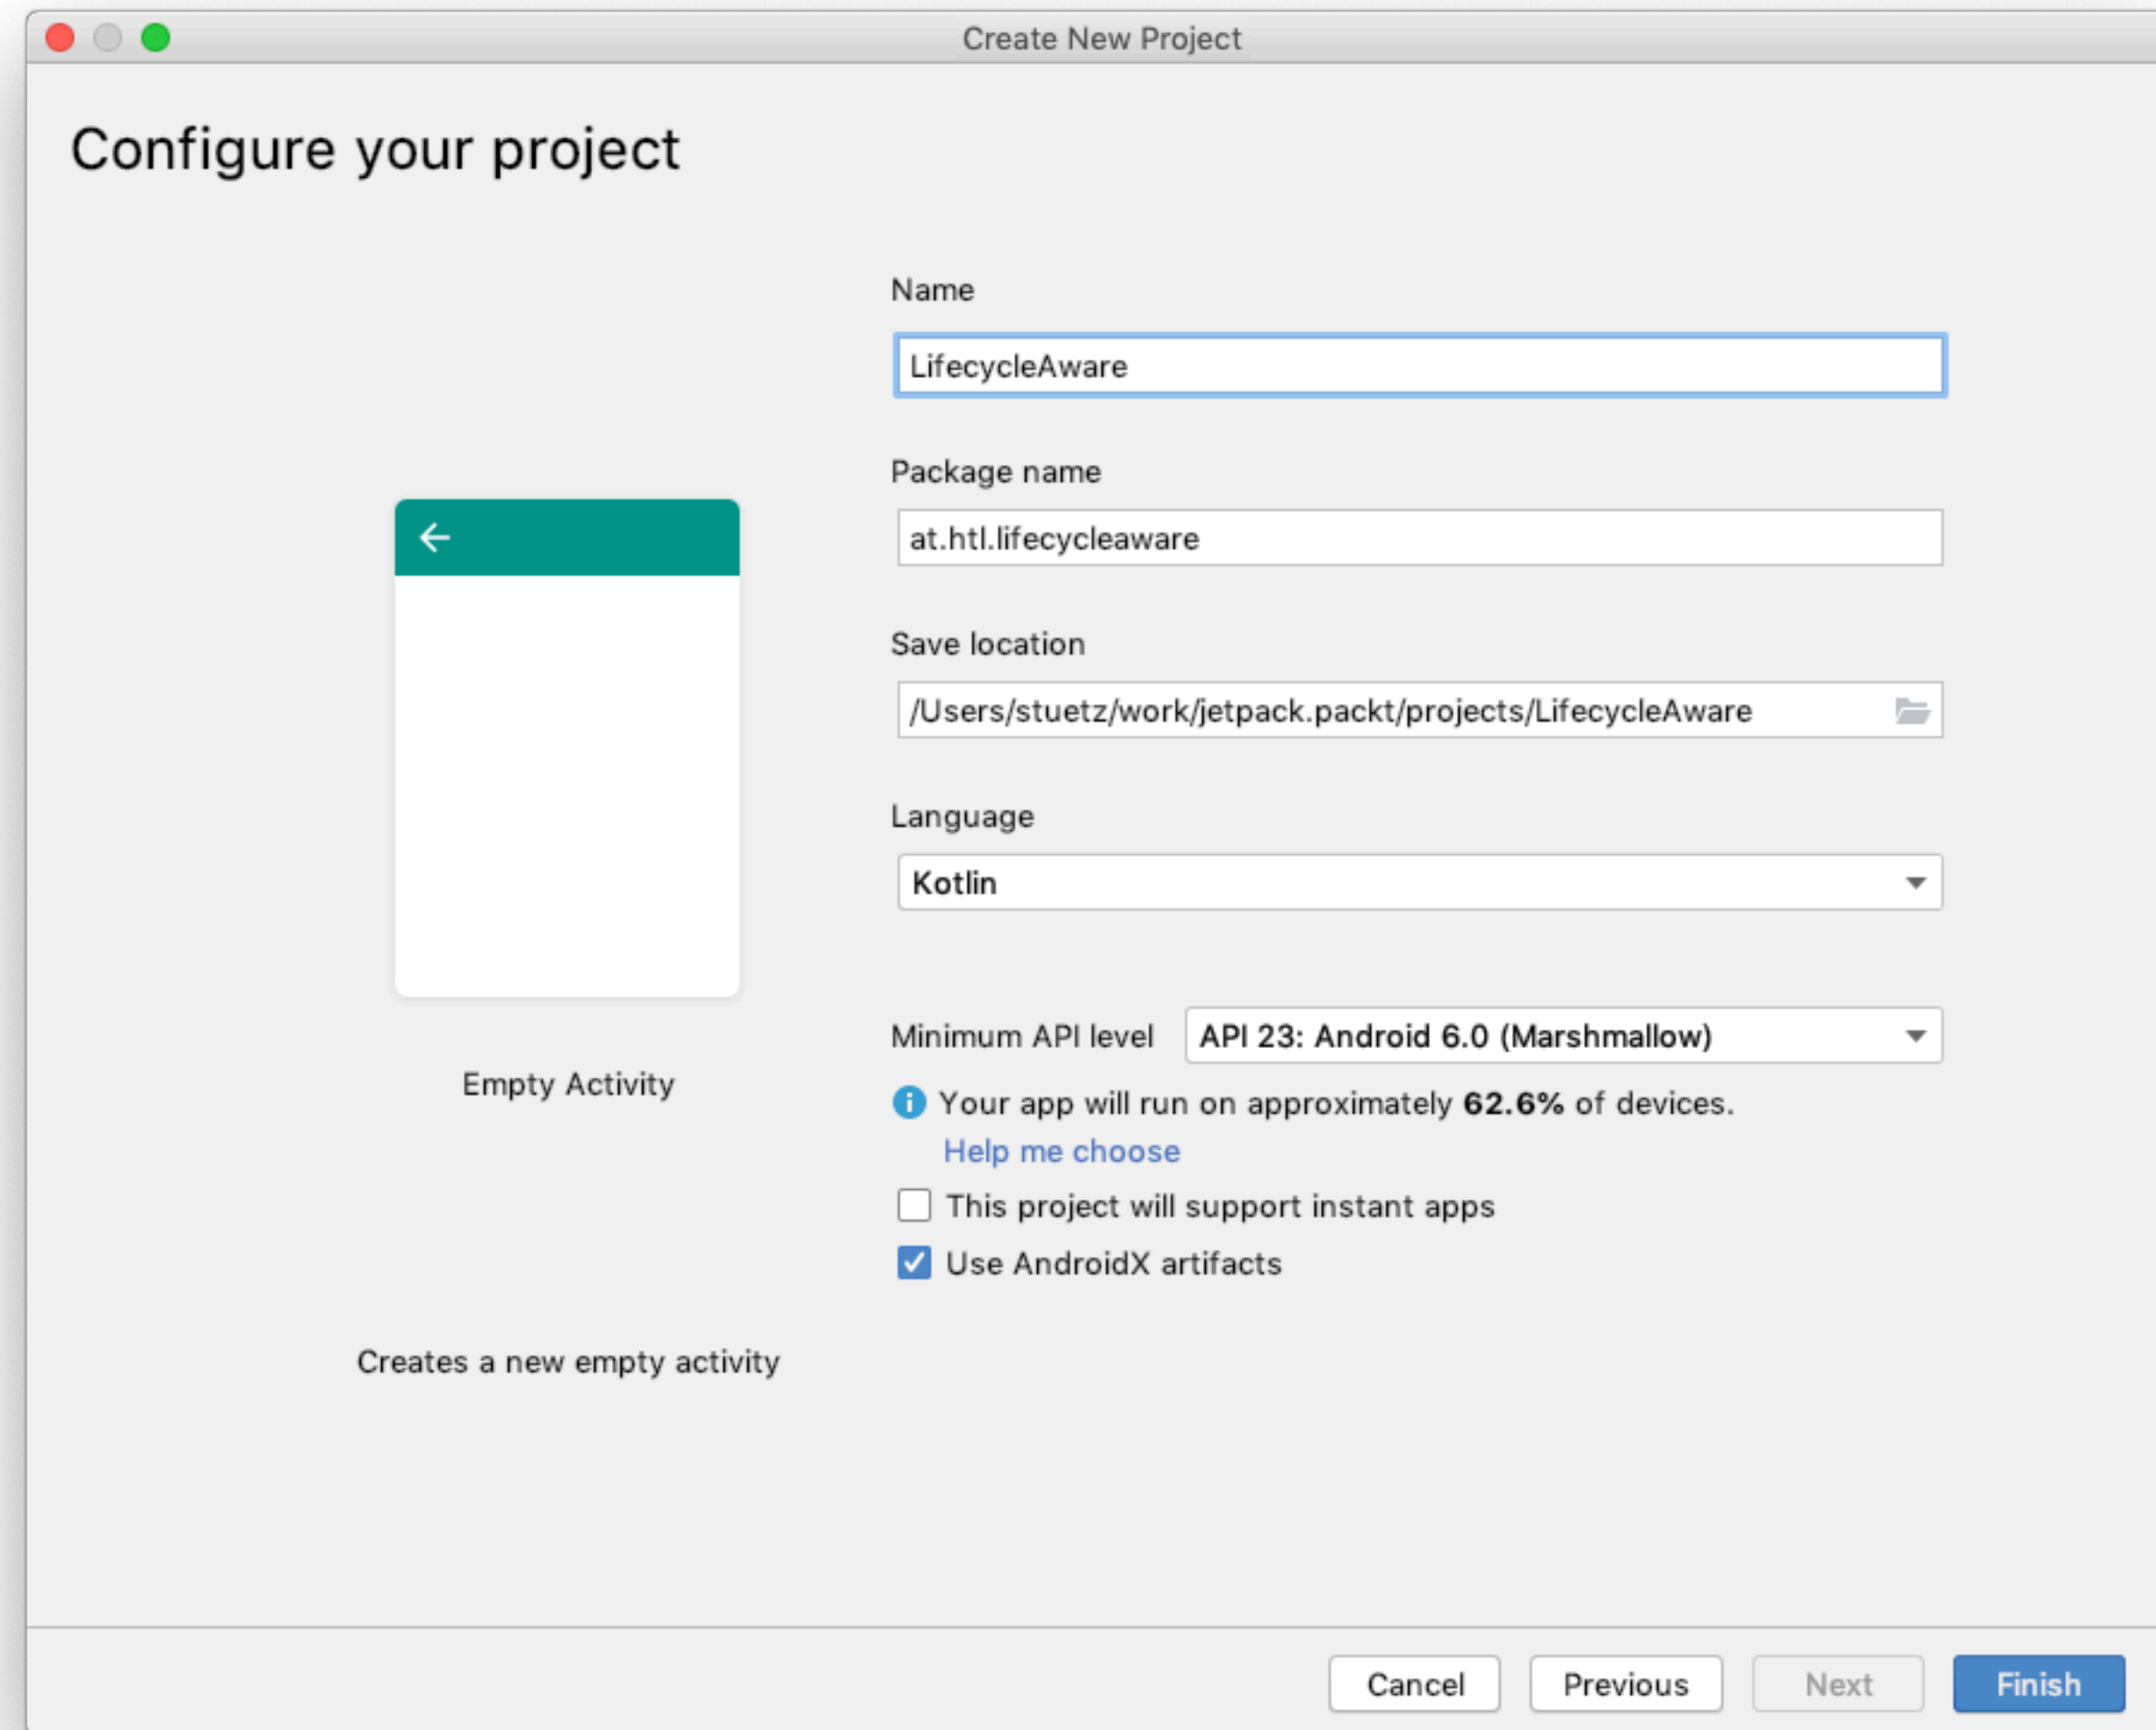 Create New Project
Configure your project
Name
LifecycleAware
Package name
at.htl.lifecycleaware
Save location
/Users/stuetz/work/jetpack.packt/projects/LifecycleAware
Language
Kotlin
Minimum API level API 23: Android 6.0 (Marshmallow)
Empty Activity
Your app will run on approximately 62.6% of devices.
Help me choose
This project will support instant apps
Use AndroidX artifacts
Creates a new empty activity
Cancel Previous Next Finish